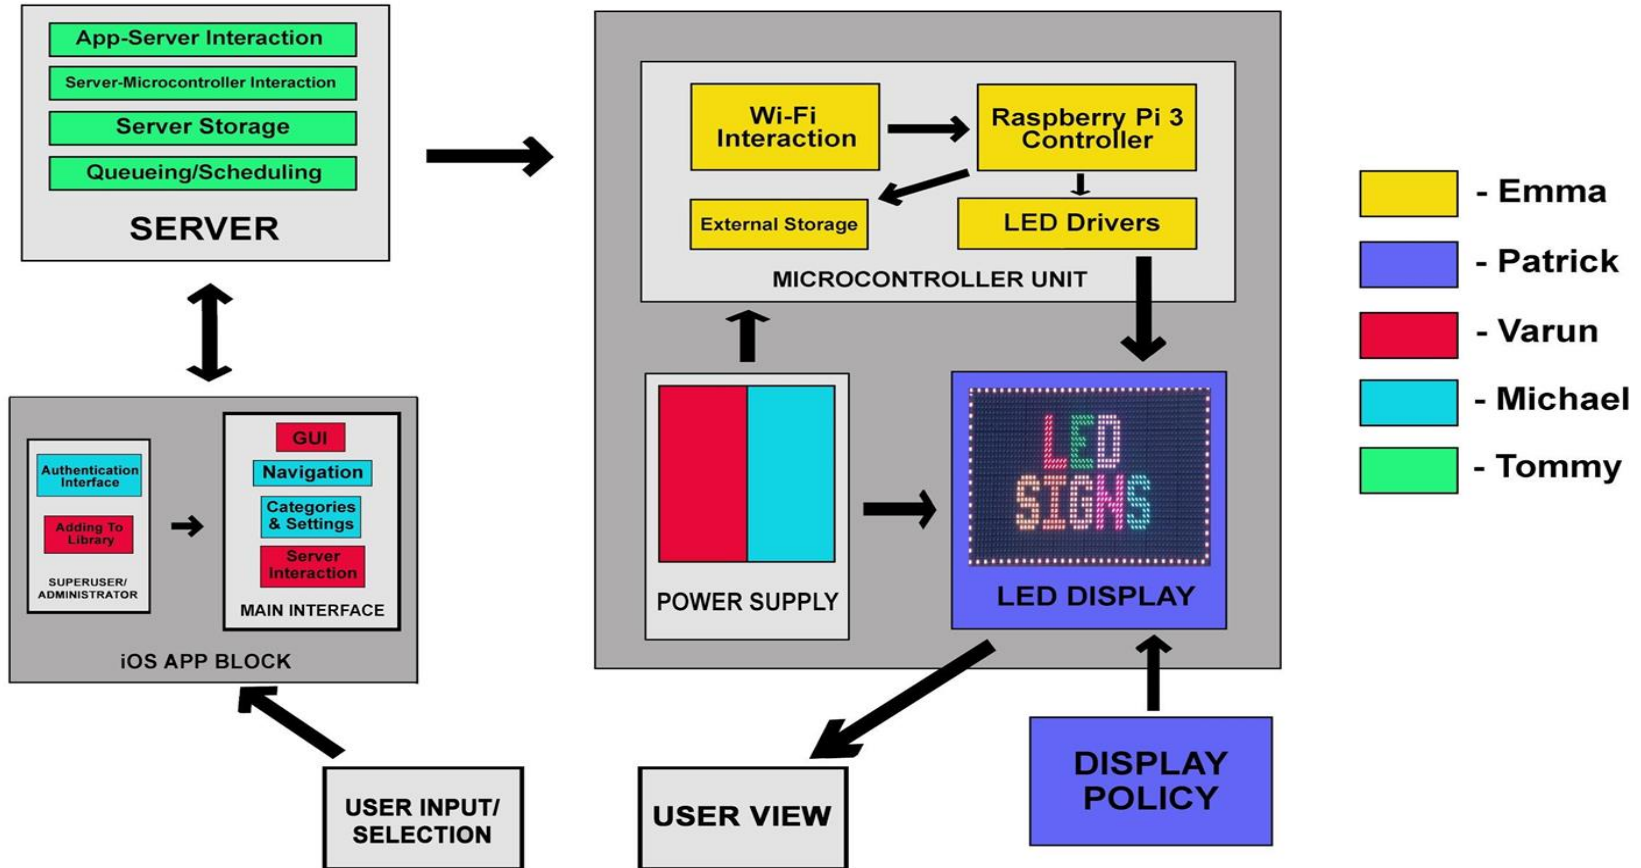 App-Server Interaction
Server-Microcontroller Interaction
Server Storage
Queueing/Scheduling
SERVER
Wi-Fi
Interaction
Raspberry Pi 3
Controller
External Storage
LED Drivers
MICROCONTROLLER UNIT
- Emma
- Patrick
- Varun
- Michael
- Tommy
Authentication
Interface
Adding To
Library
SUPERUSER/
ADMINISTRATOR
GUI
Navigation
Categories
& Settings
Server
Interaction
MAIN INTERFACE
iOS APP BLOCK
POWER SUPPLY
LED
SIGNS
LED DISPLAY
USER INPUT/
SELECTION
USER VIEW
DISPLAY
POLICY